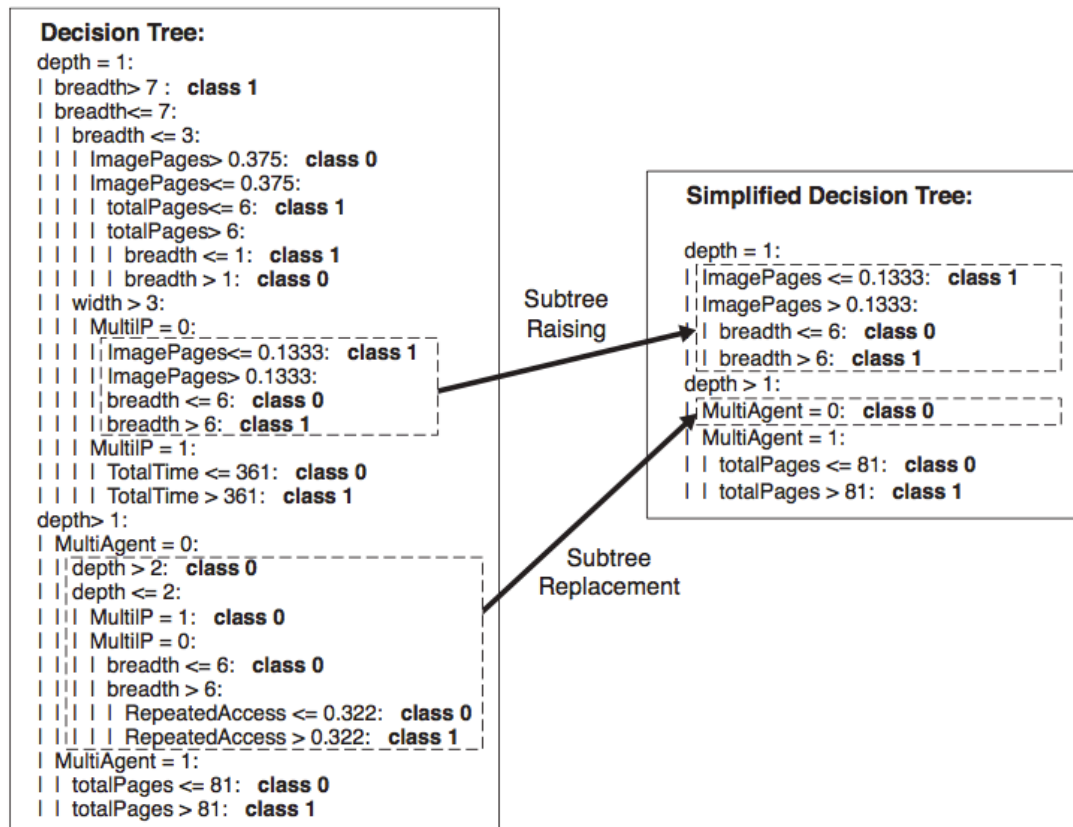 Decision Tree:
depth = 1:
| breadth> 7 : class 1
| breadth<= 7:
| | breadth <= 3:
| | | ImagePages> 0.375: class 0
| | | ImagePages<= 0.375:
| | | | totalPages<= 6: class 1
| | | | totalPages> 6:
| | | | | breadth <= 1: class 1
| | | | | breadth > 1: class 0
| | width > 3:
| | | MultiIP = 0:
| | | | ImagePages<= 0.1333: class 1
| | | | ImagePages> 0.1333:
| | | | breadth <= 6: class 0
| | | | breadth > 6: class 1
| | | MultiIP = 1:
| | | | TotalTime <= 361: class 0
| | | | TotalTime > 361: class 1
depth> 1:
| MultiAgent = 0:
| | depth > 2: class 0
| | depth <= 2:
| | | MultiIP = 1: class 0
| | | MultiIP = 0:
| | | | breadth <= 6: class 0
| | | | breadth > 6:
| | | | | RepeatedAccess <= 0.322: class 0
| | | | | RepeatedAccess > 0.322: class 1
| MultiAgent = 1:
| | totalPages <= 81: class 0
| | totalPages > 81: class 1
Subtree
Raising
Subtree
Replacement
Simplified Decision Tree:
depth = 1:
| ImagePages <= 0.1333: class 1
| ImagePages > 0.1333:
| | breadth <= 6: class 0
| | breadth > 6: class 1
depth > 1:
| MultiAgent = 0: class 0
| MultiAgent = 1:
| | totalPages <= 81: class 0
| | totalPages > 81: class 1